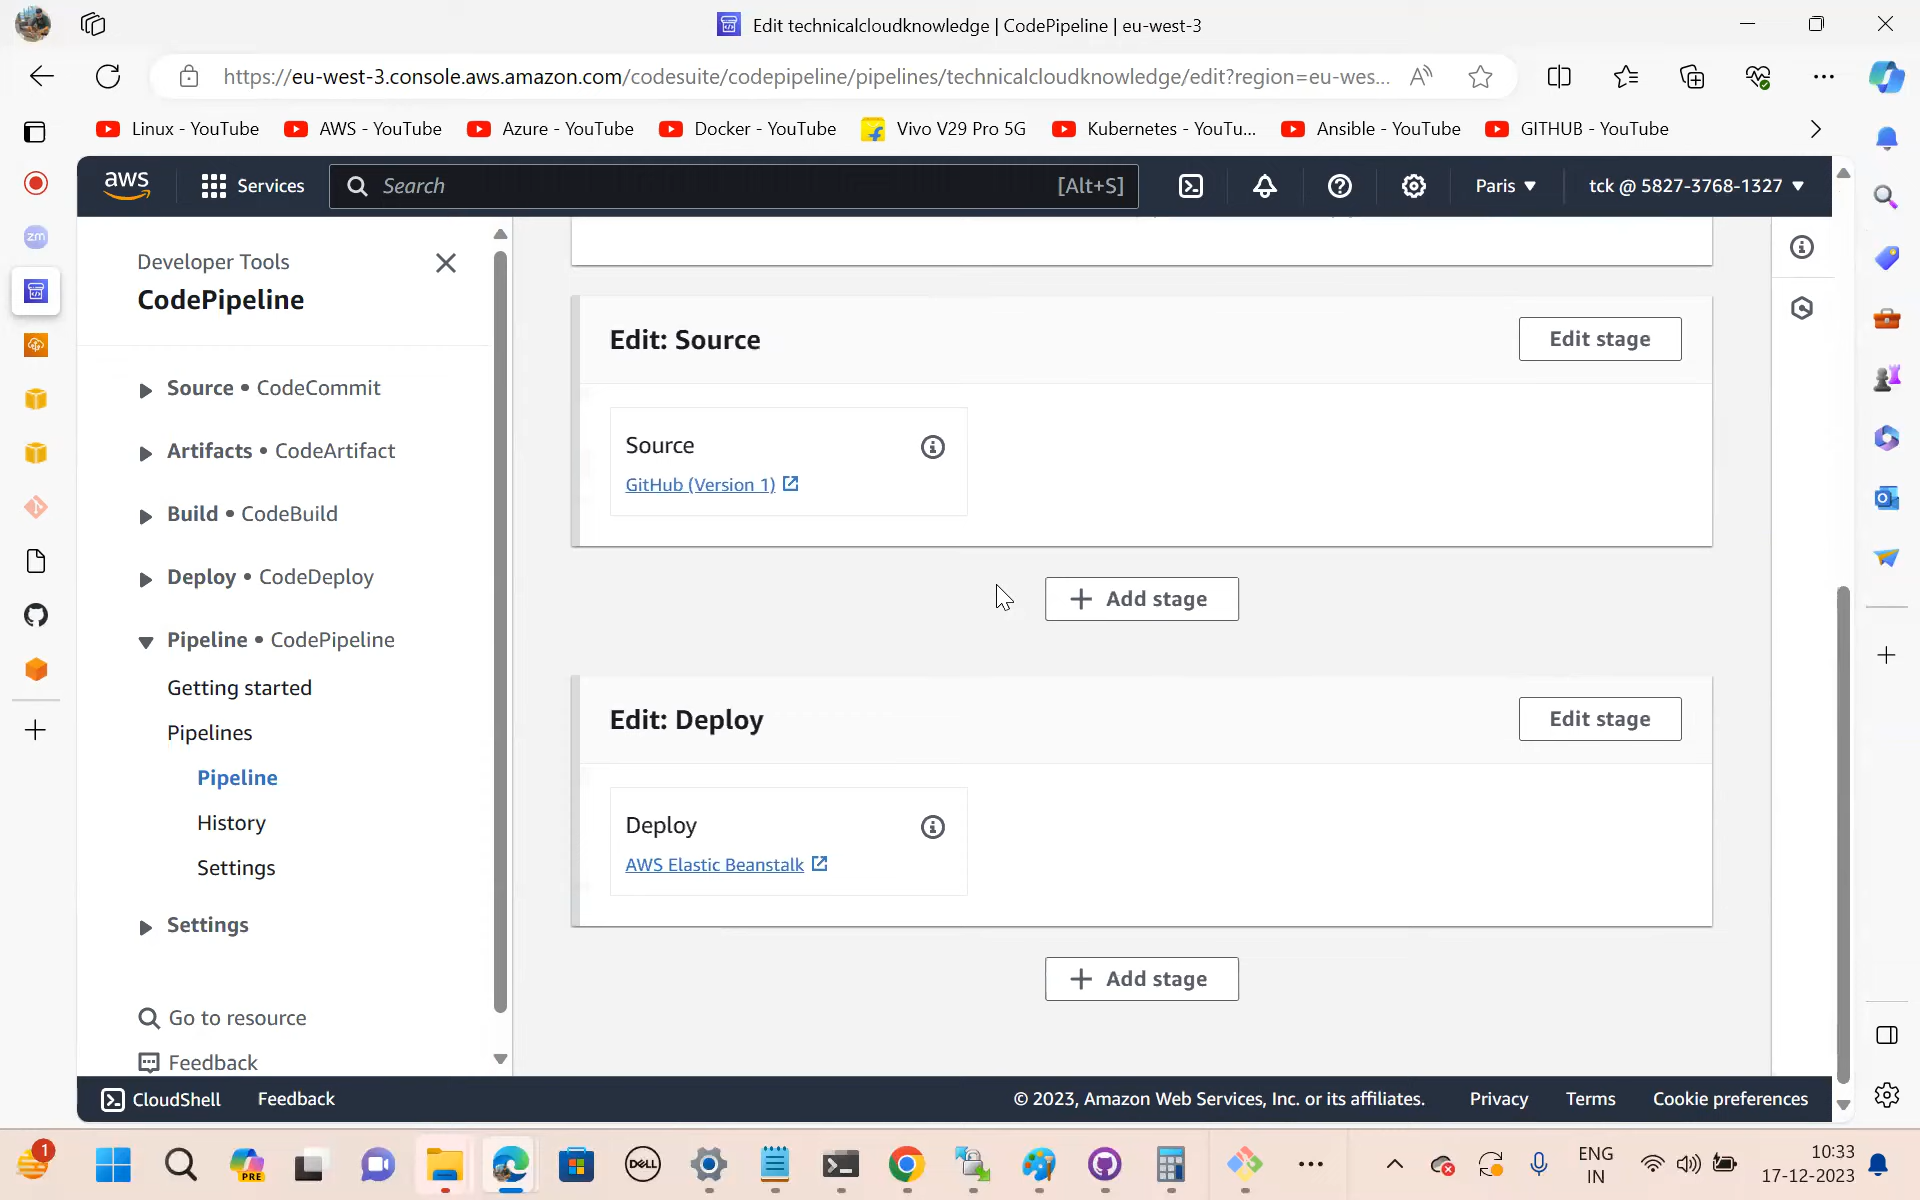 Edit technicalcloudknowledge | CodePipeline | eu-west-3
https://eu-west-3.console.aws.amazon.com/codesuite/codepipeline/pipelines/technicalcloudknowledge/edit?region=eu-wes...
Linux - YouTube
AWS - YouTube
Azure - YouTube
Docker - YouTube
Vivo V29 Pro 5G
Kubernetes - YouTu...
Ansible - YouTube
GITHUB - YouTube
aws
Services
Search
[Alt+S]
Paris
tck @ 5827-3768-1327
zm
Developer Tools
CodePipeline
Source • CodeCommit
Artifacts • CodeArtifact
Build • CodeBuild
Deploy • CodeDeploy
Pipeline • CodePipeline
Getting started
Pipelines
Pipeline
History
Settings
Settings
Go to resource
Feedback
Edit: Source
Edit stage
Source
GitHub (Version 1)
Add stage
Edit: Deploy
Edit stage
Deploy
AWS Elastic Beanstalk
Add stage
CloudShell
Feedback
© 2023, Amazon Web Services, Inc. or its affiliates.
Privacy
Terms
Cookie preferences
1
PRE
DELL
ENG
IN
10:33
17-12-2023